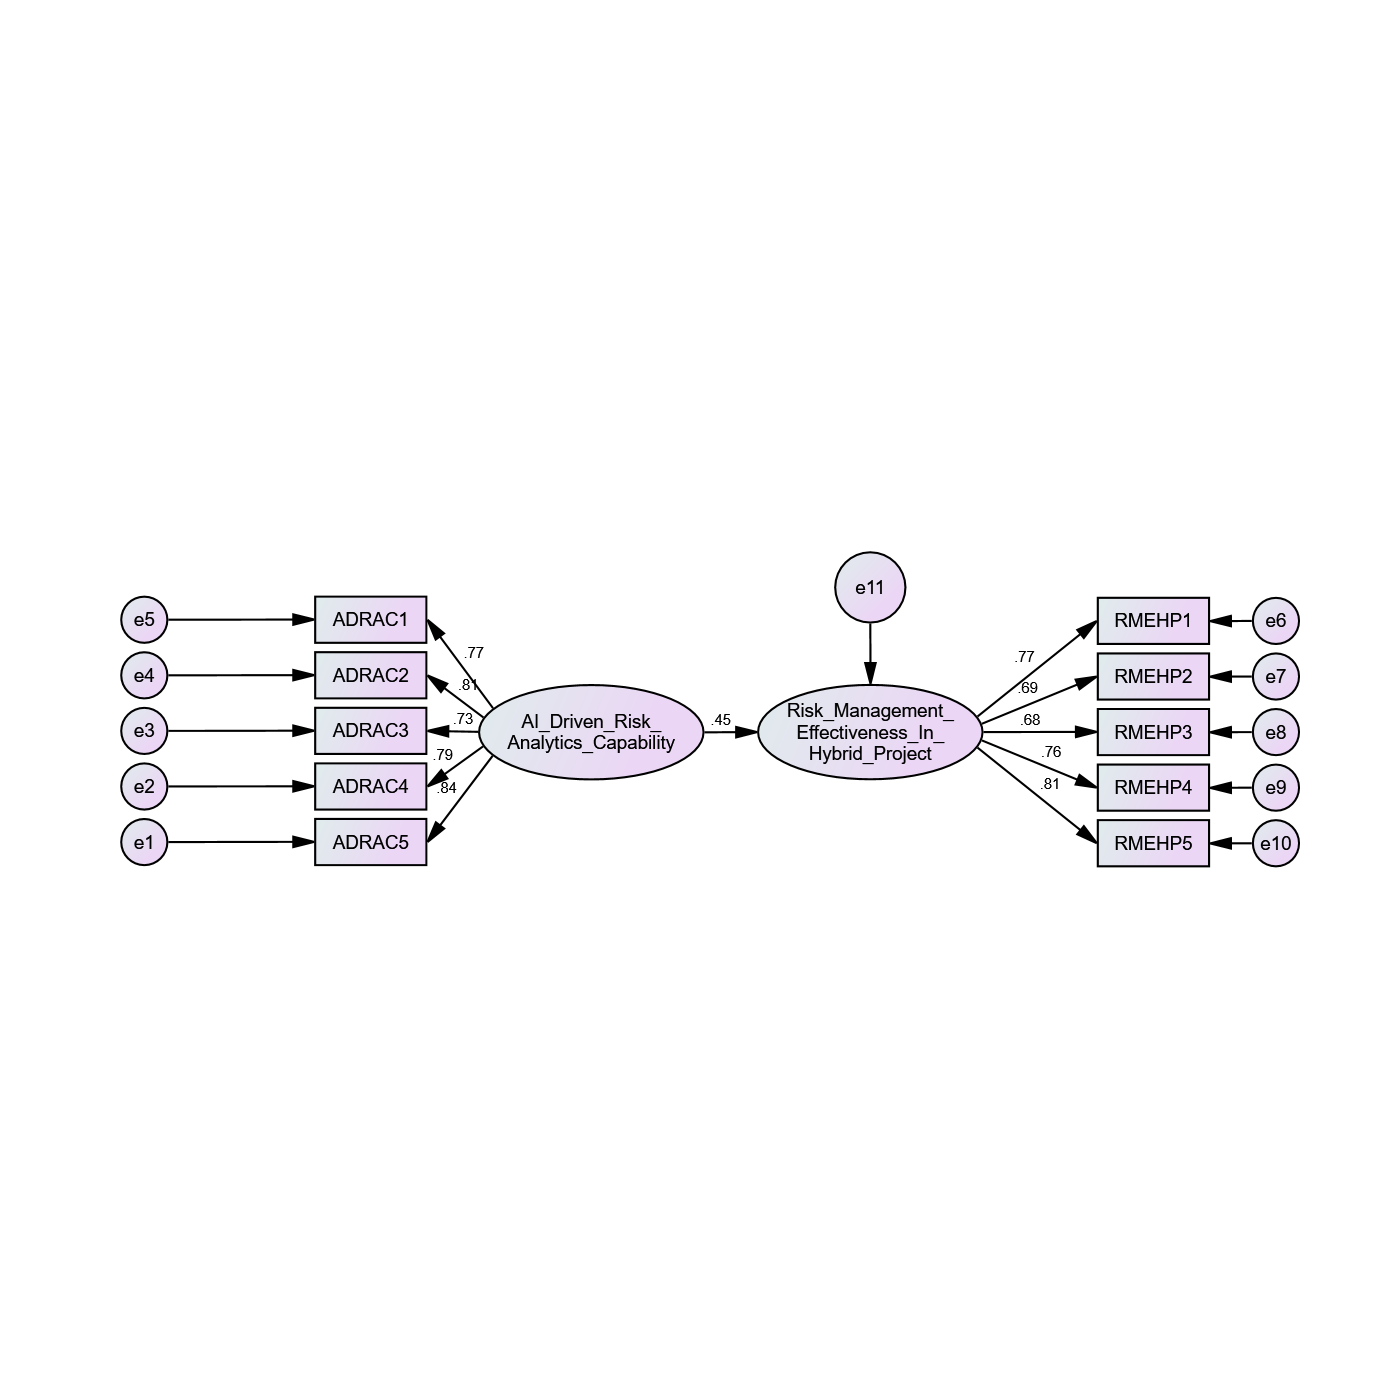 e11
e5
ADRAC1
.77
.77
RMEHP1
e6
e4
ADRAC2
.81
.69
RMEHP2
e7
e3
ADRAC3
.73
AI_Driven_Risk_
Analytics_Capability
.45
Risk_Management_
Effectiveness_In_
Hybrid_Project
.68
RMEHP3
e8
e2
ADRAC4
.79
.76
RMEHP4
e9
e1
ADRAC5
.84
.81
RMEHP5
e10